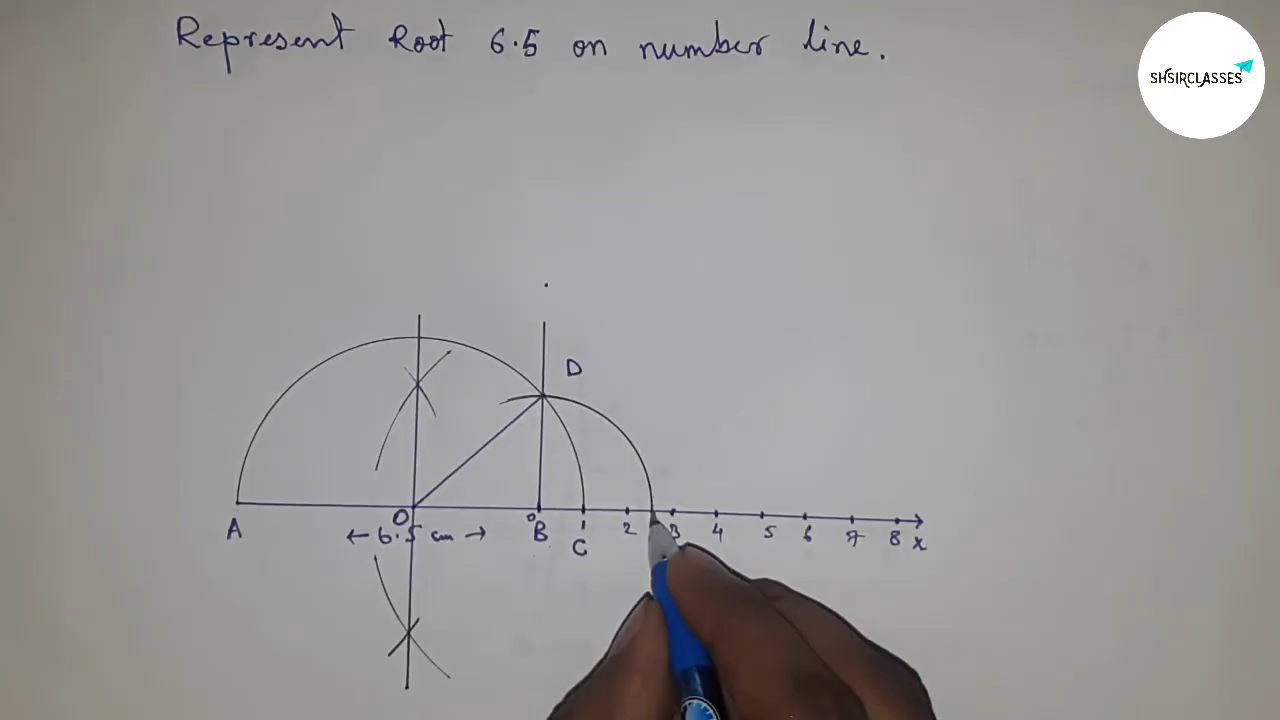 Represent Root 6.5 on number line.
SHSIRCLASSES
D
A O 0 B 1 2 3 4 5 6 7 8 x
← 6.5 cm →
C